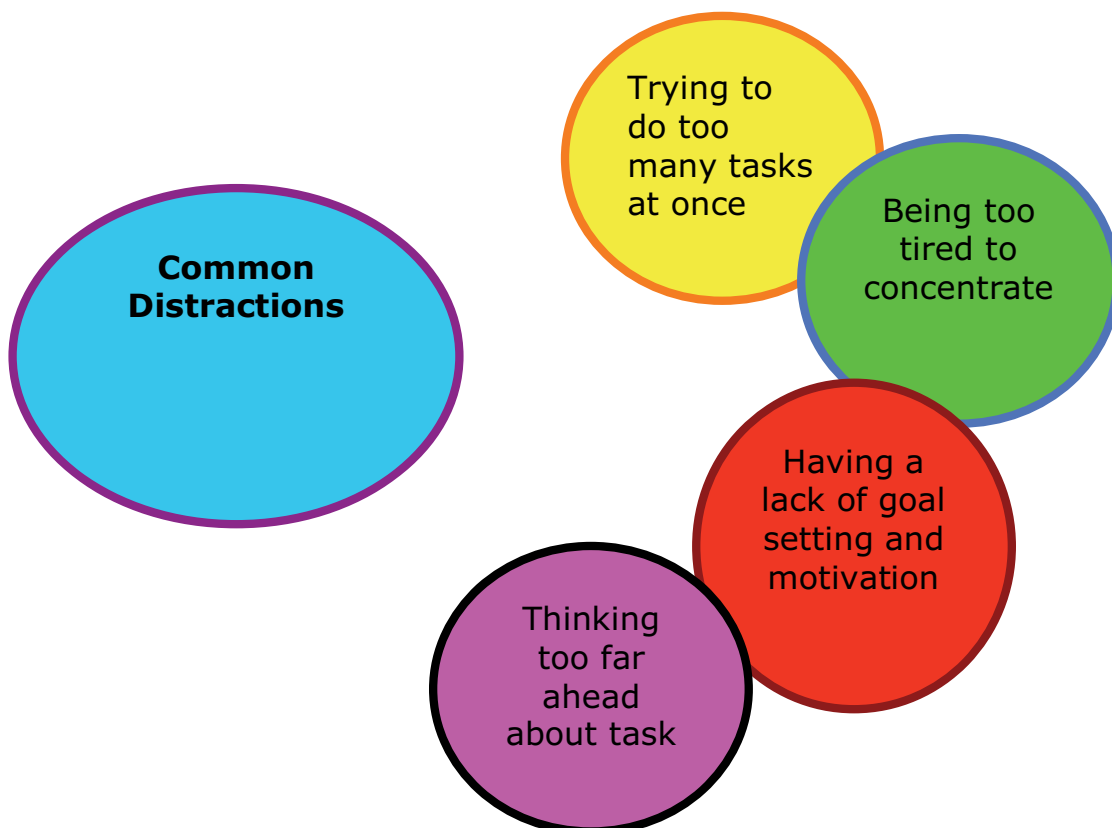 Common
Distractions
Trying to
do too
many tasks
at once
Being too
tired to
concentrate
Having a
lack of goal
setting and
motivation
Thinking
too far
ahead
about task